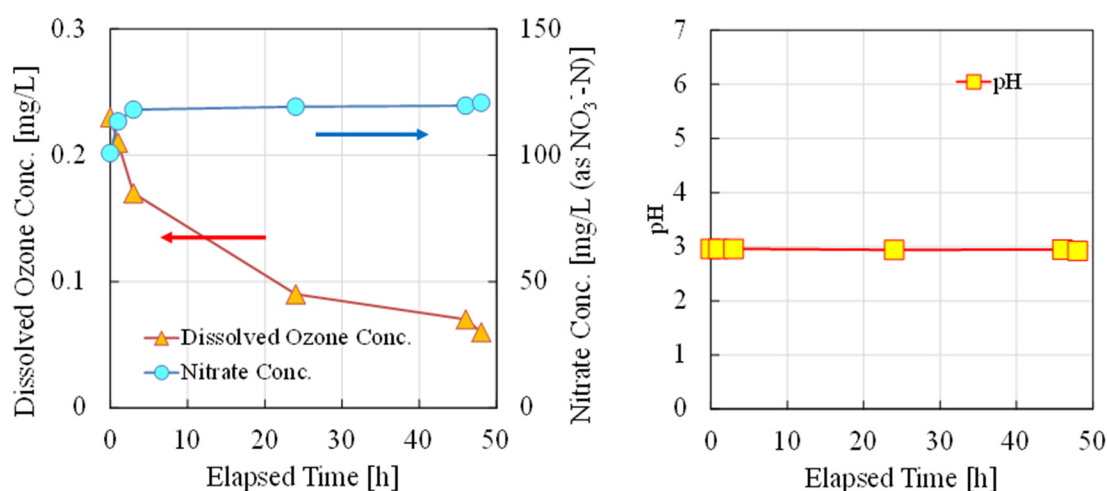 Dissolved Ozone Conc. [mg/L]
0.3
0.2
0.1
0
150
100
50
0
Nitrate Conc. [mg/L (as NO3⁻-N)]
Dissolved Ozone Conc.
Nitrate Conc.
0 10 20 30 40 50
Elapsed Time [h]
pH
7
6
5
4
3
2
1
0
pH
0 10 20 30 40 50
Elapsed Time [h]